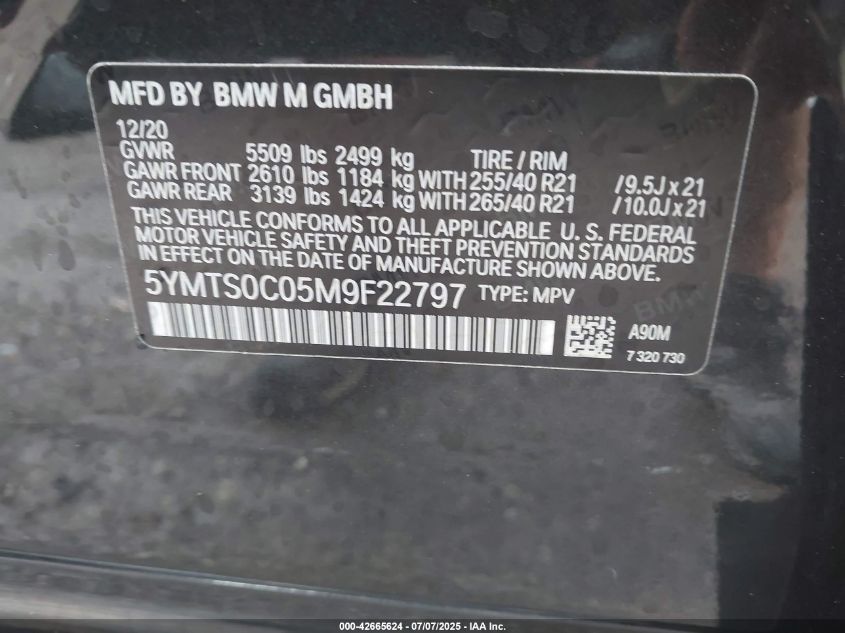 MFD BY BMW M GMBH
12/20
GVWR 5509 lbs 2499 kg TIRE / RIM
GAWR FRONT 2610 lbs 1184 kg WITH 255/40 R21 /9.5J x 21
GAWR REAR 3139 lbs 1424 kg WITH 265/40 R21 /10.0J x 21
THIS VEHICLE CONFORMS TO ALL APPLICABLE U. S. FEDERAL
MOTOR VEHICLE SAFETY AND THEFT PREVENTION STANDARDS
IN EFFECT ON THE DATE OF MANUFACTURE SHOWN ABOVE.
5YMTS0C05M9F22797 TYPE: MPV
A90M
7 320 730
000-42665624 / 07/07/2025 - IAA Inc.